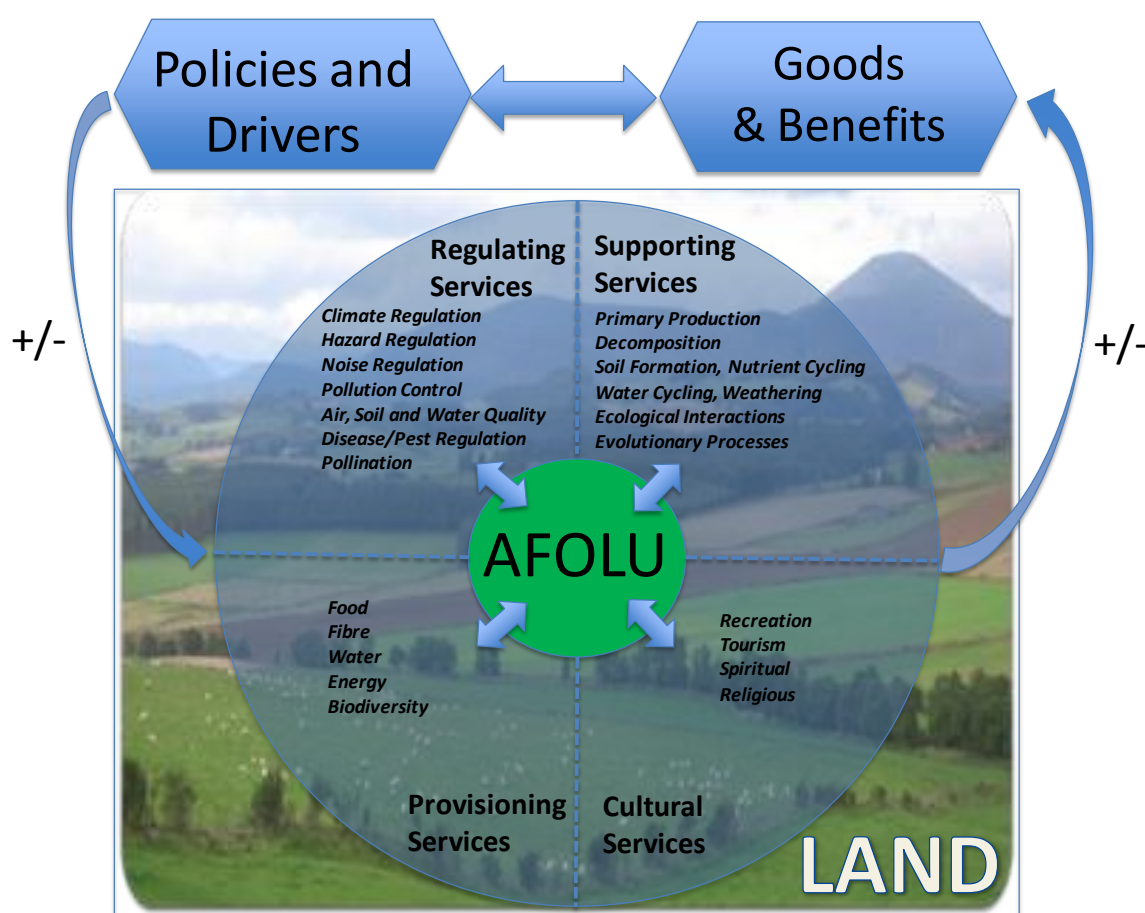 Policies and
Drivers
Goods
& Benefits
+/-
+/-
Regulating
Services
Climate Regulation
Hazard Regulation
Noise Regulation
Pollution Control
Air, Soil and Water Quality
Disease/Pest Regulation
Pollination
Supporting
Services
Primary Production
Decomposition
Soil Formation, Nutrient Cycling
Water Cycling, Weathering
Ecological Interactions
Evolutionary Processes
AFOLU
Food
Fibre
Water
Energy
Biodiversity
Provisioning
Services
Recreation
Tourism
Spiritual
Religious
Cultural
Services
LAND